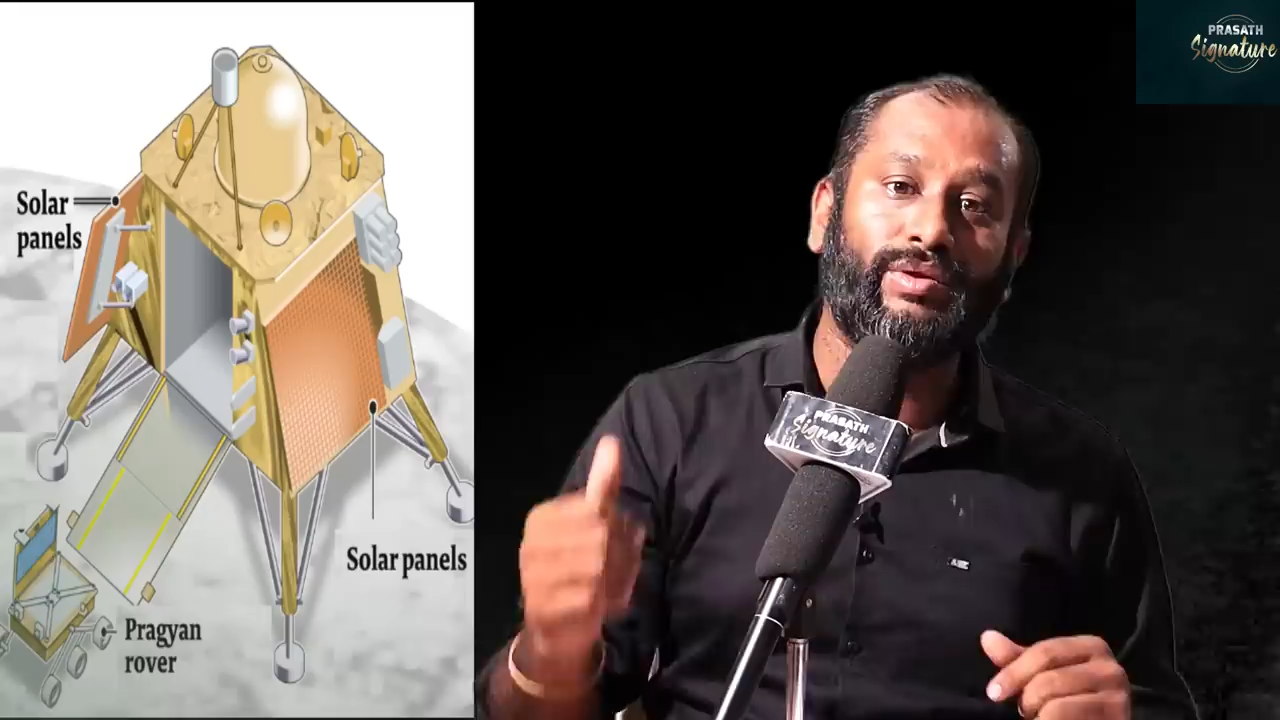 Solar
panels
Solar panels
Pragyan
rover
PRASATH
Signature
PRASATH
Signature